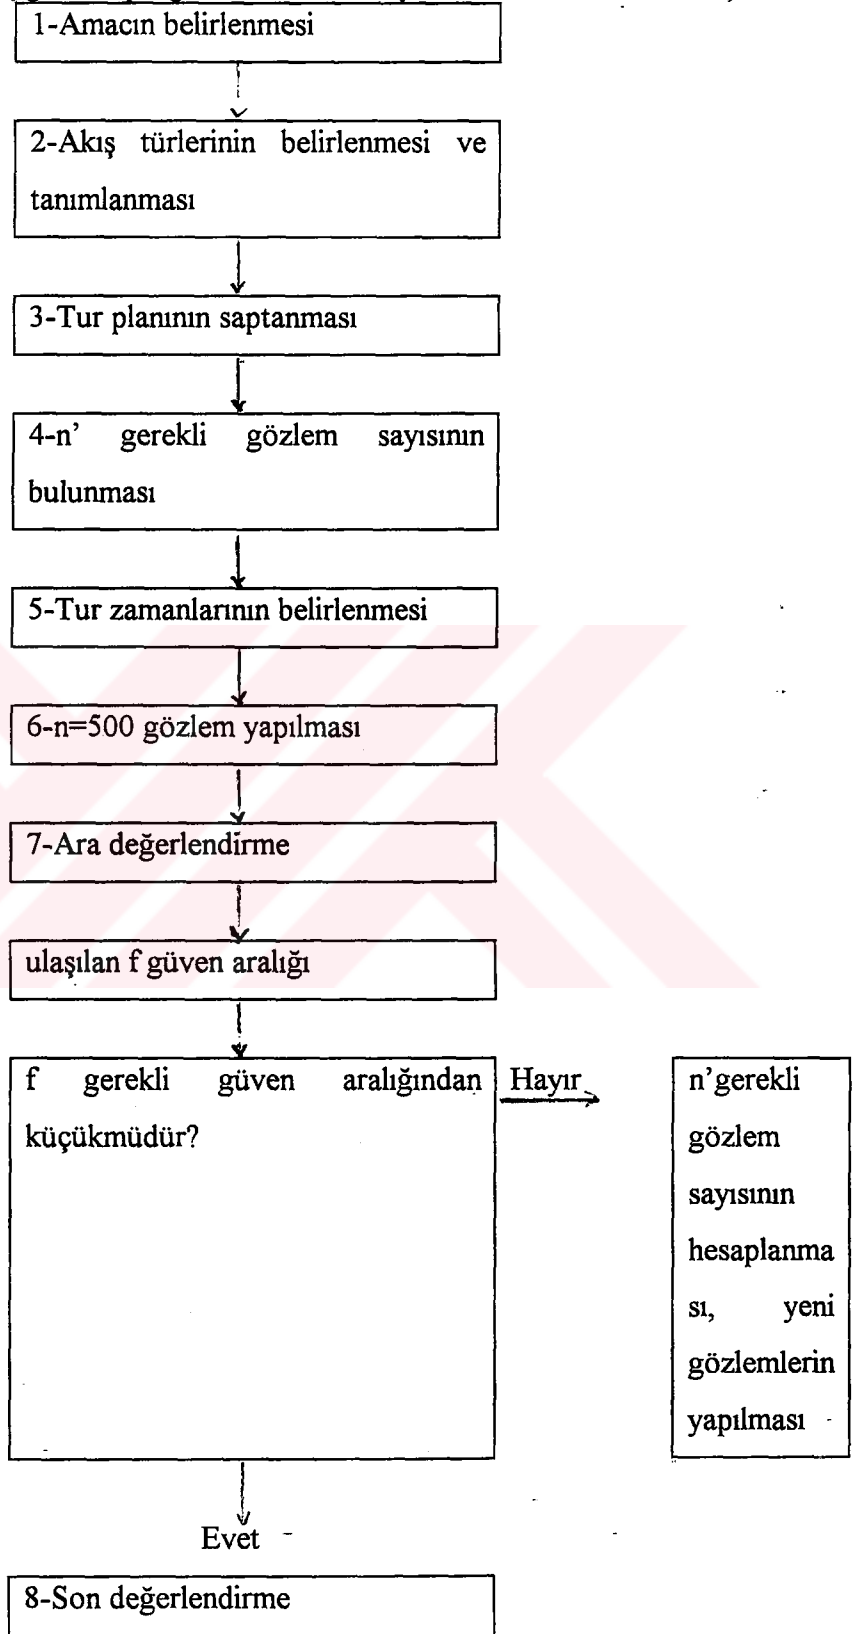 1-Amacın belirlenmesi
2-Akış türlerinin belirlenmesi ve
tanımlanması
3-Tur planının saptanması
4-n' gerekli gözlem sayısının
bulunması
5-Tur zamanlarının belirlenmesi
6-n=500 gözlem yapılması
7-Ara değerlendirme
ulaşılan f güven aralığı
f gerekli güven aralığından
küçükmüdür?
Hayır
n'gerekli
gözlem
sayısının
hesaplanma
sı, yeni
gözlemlerin
yapılması
Evet
8-Son değerlendirme